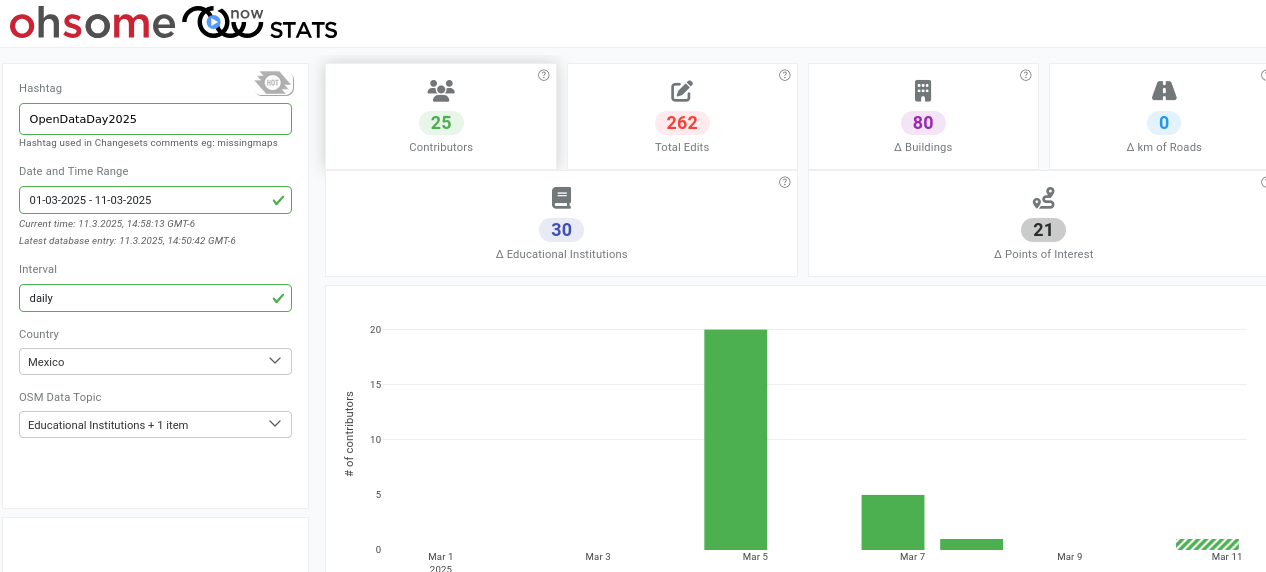 ohsome now STATS
Hashtag
HOT
OpenDataDay2025
Hashtag used in Changesets comments eg: missingmaps
Date and Time Range
01-03-2025 - 11-03-2025
Current time: 11.3.2025, 14:58:13 GMT-6
Latest database entry: 11.3.2025, 14:50:42 GMT-6
Interval
daily
Country
Mexico
OSM Data Topic
Educational Institutions + 1 item
25
Contributors
262
Total Edits
80
Δ Buildings
0
Δ km of Roads
30
Δ Educational Institutions
21
Δ Points of Interest
# of contributors
20
15
10
5
0
Mar 1
2025
Mar 3
Mar 5
Mar 7
Mar 9
Mar 11